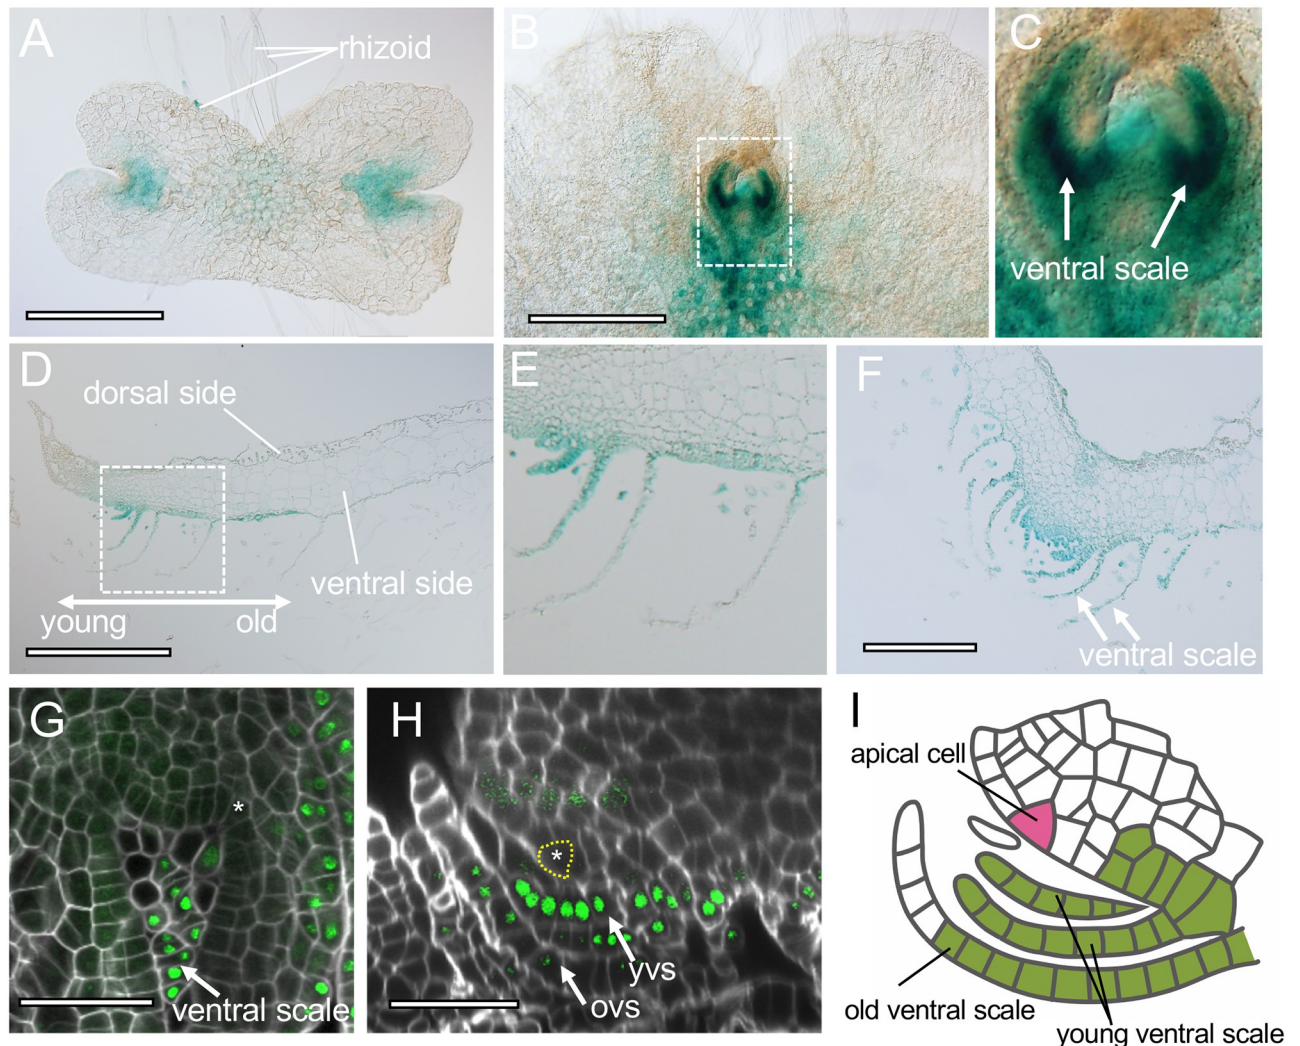 A
rhizoid
B
C
ventral scale
D
dorsal side
ventral side
young
old
E
F
ventral scale
G
*
ventral scale
H
*
yvs
ovs
I
apical cell
old ventral scale
young ventral scale